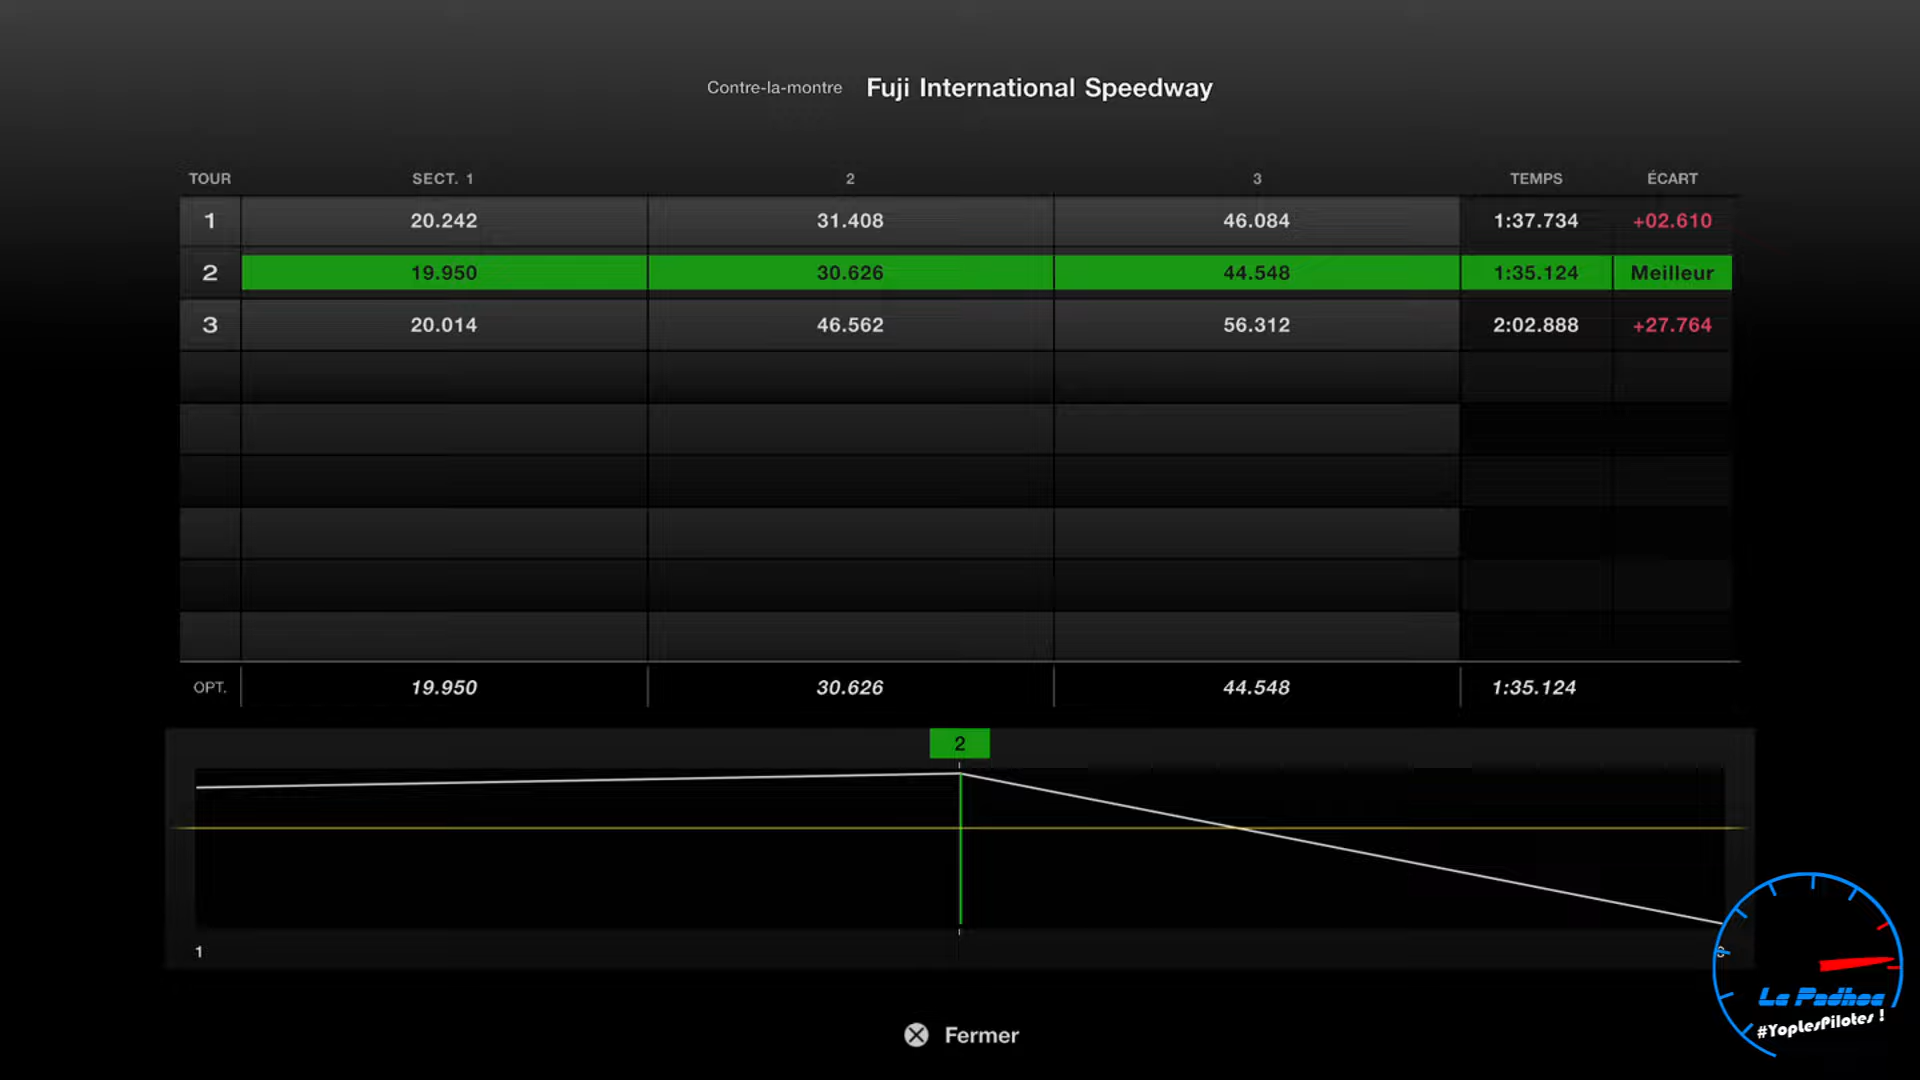 Contre-la-montre Fuji International Speedway
TOUR SECT. 1 2 3 TEMPS ÉCART
1 20.242 31.408 46.084 1:37.734 +02.610
2 19.950 30.626 44.548 1:35.124 Meilleur
3 20.014 46.562 56.312 2:02.888 +27.764
OPT. 19.950 30.626 44.548 1:35.124
2
1 3
Fermer
Le Padhoc
#YoplesPilotes !